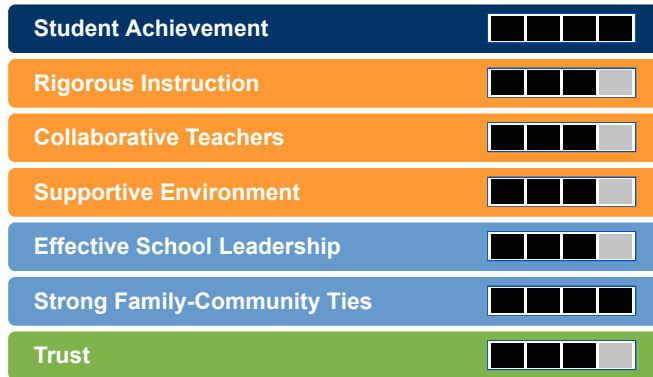 Student Achievement
Rigorous Instruction
Collaborative Teachers
Supportive Environment
Effective School Leadership
Strong Family-Community Ties
Trust